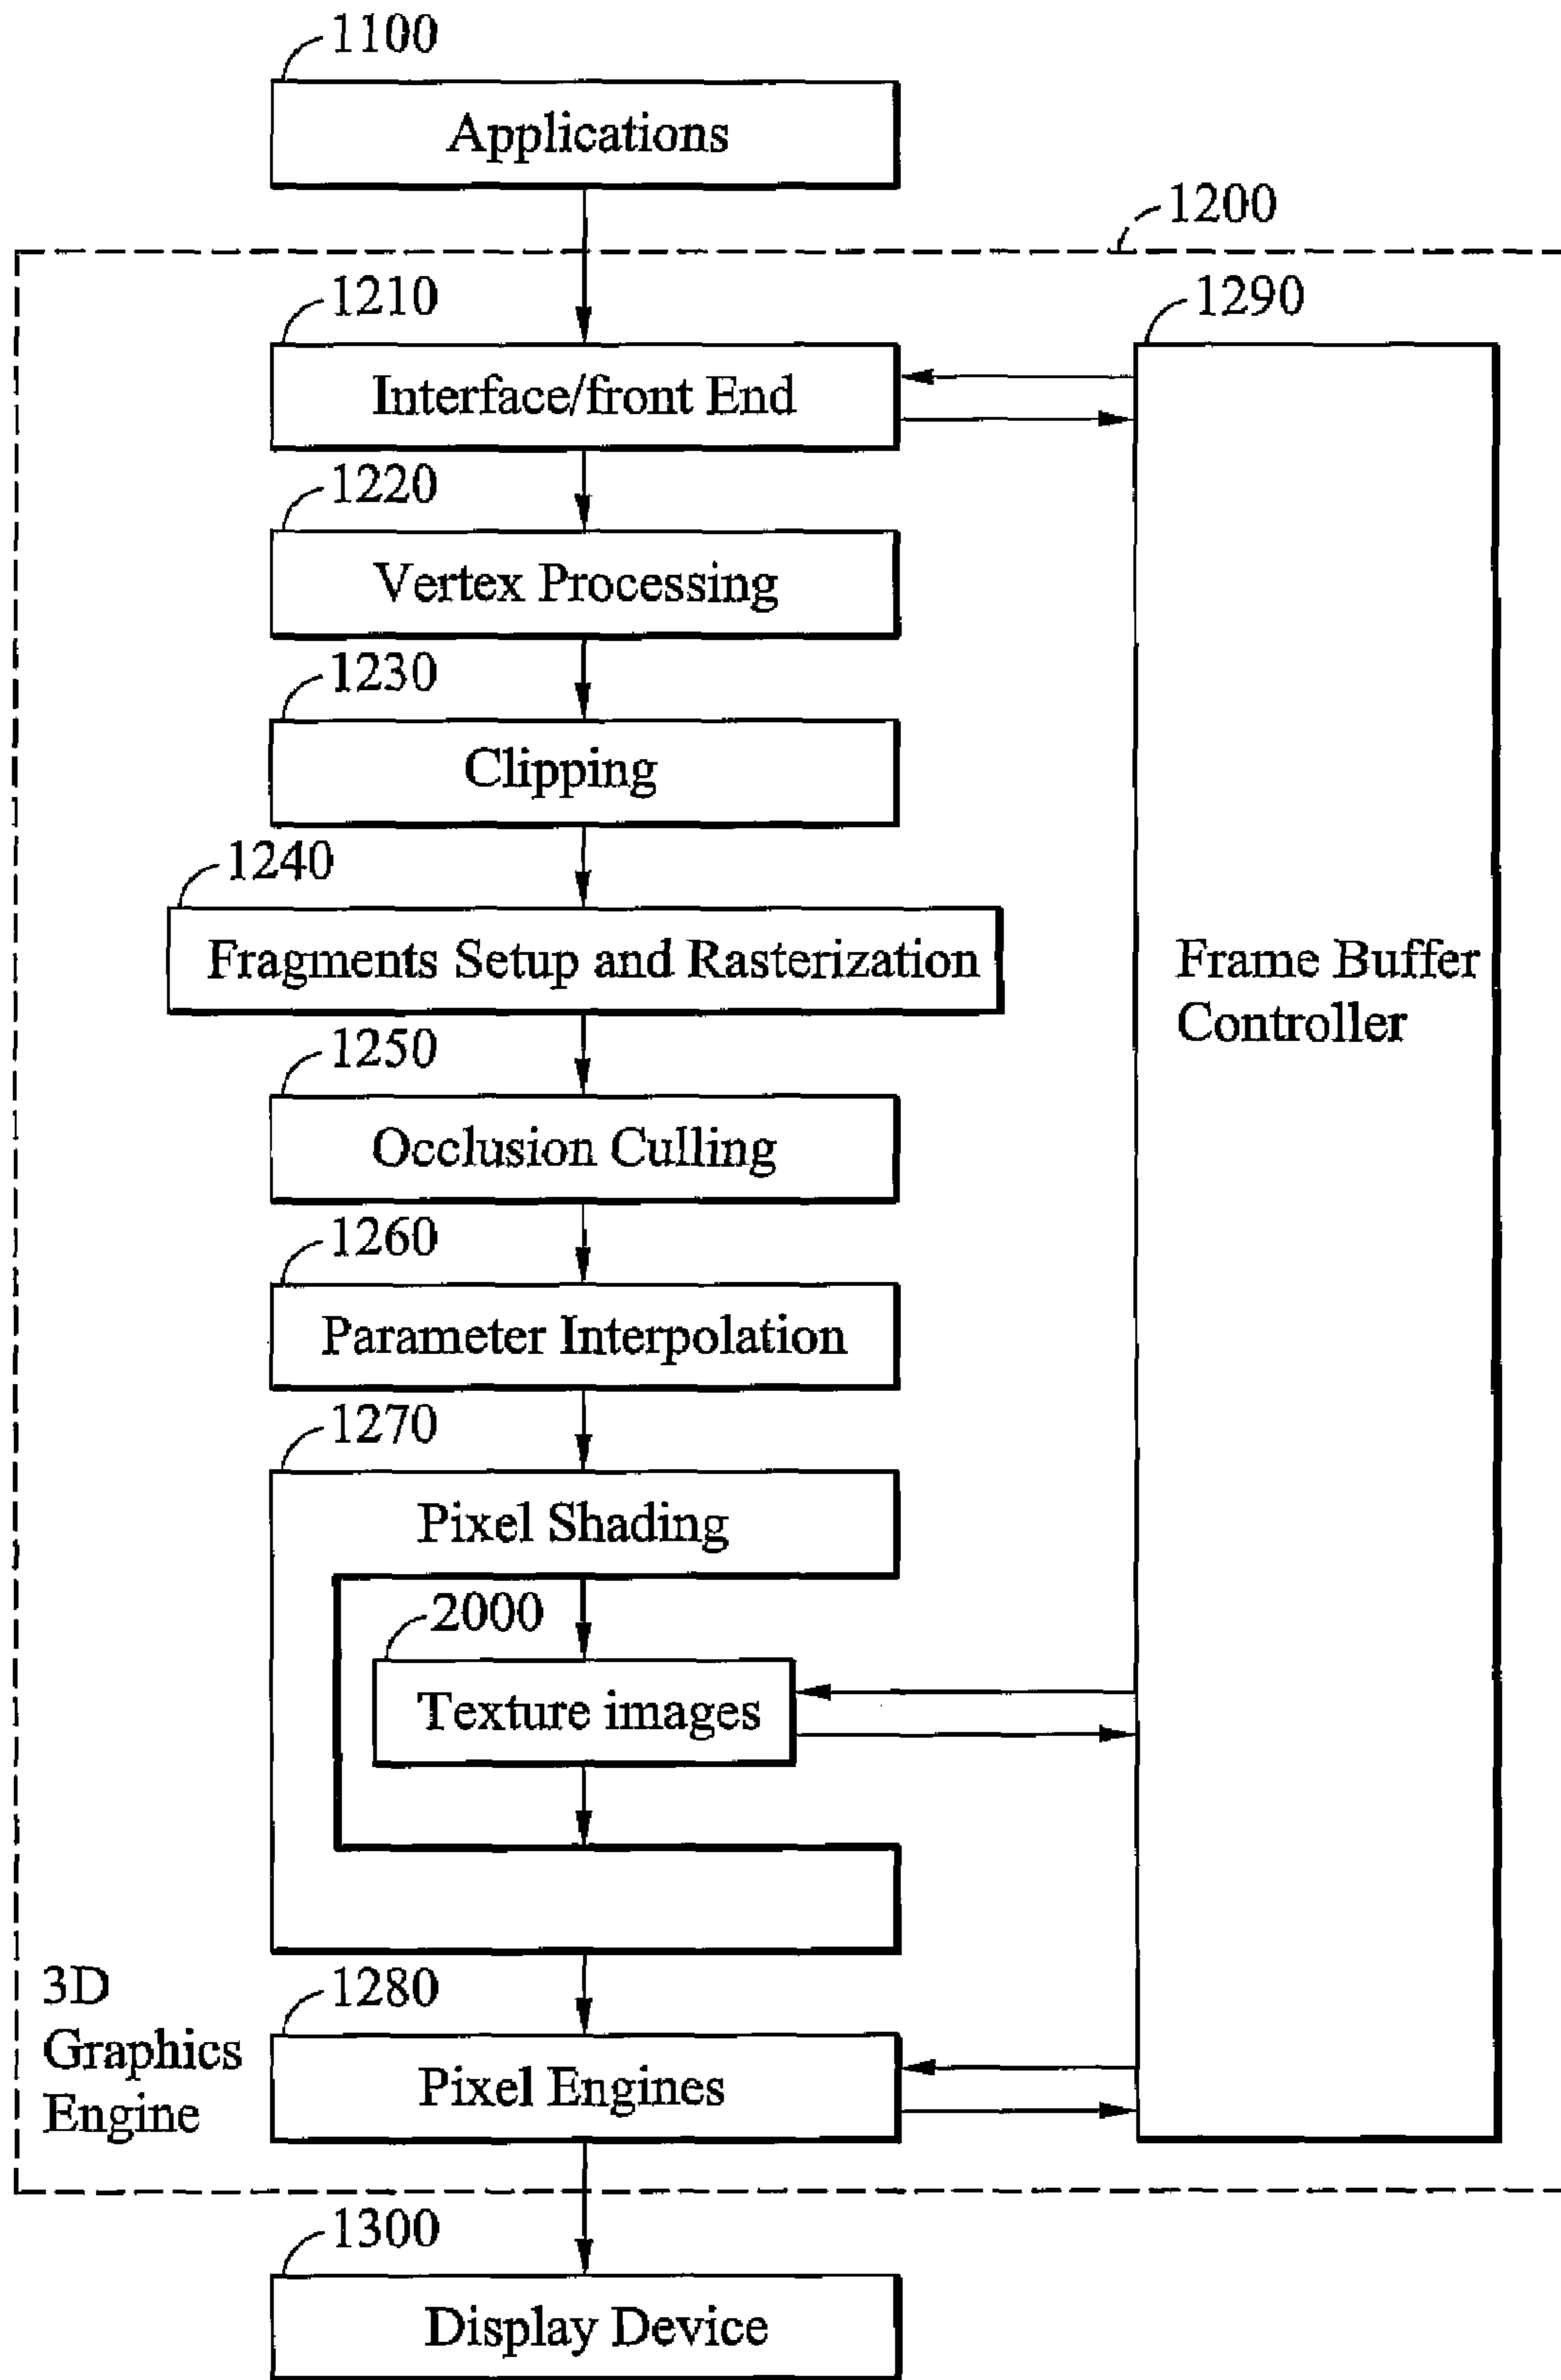 1100
Applications
1200
1210
1290
Interface/front End
1220
Vertex Processing
1230
Clipping
1240
Fragments Setup and Rasterization
Frame Buffer
Controller
1250
Occlusion Culling
1260
Parameter Interpolation
1270
Pixel Shading
2000
Texture images
3D
Graphics
Engine
1280
Pixel Engines
1300
Display Device